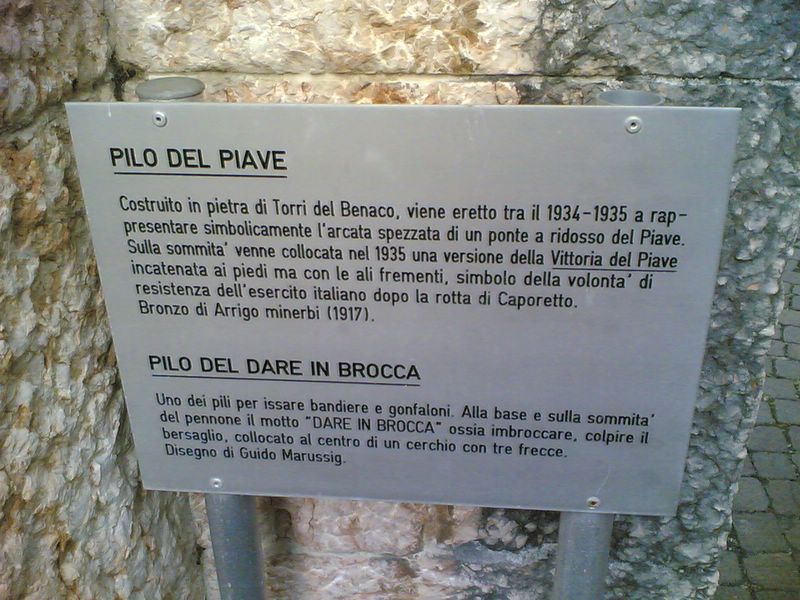 PILO DEL PIAVE
Costruito in pietra di Torri del Benaco, viene eretto tra il 1934-1935 a rap-
presentare simbolicamente l'arcata spezzata di un ponte a ridosso del Piave.
Sulla sommita' venne collocata nel 1935 una versione della Vittoria del Piave
incatenata ai piedi ma con le ali frementi, simbolo della volonta' di
resistenza dell'esercito italiano dopo la rotta di Caporetto.
Bronzo di Arrigo minerbi (1917).
PILO DEL DARE IN BROCCA
Uno dei pili per issare bandiere e gonfaloni. Alla base e sulla sommita'
del pennone il motto "DARE IN BROCCA" ossia imbroccare, colpire il
bersaglio, collocato al centro di un cerchio con tre frecce.
Disegno di Guido Marussig.